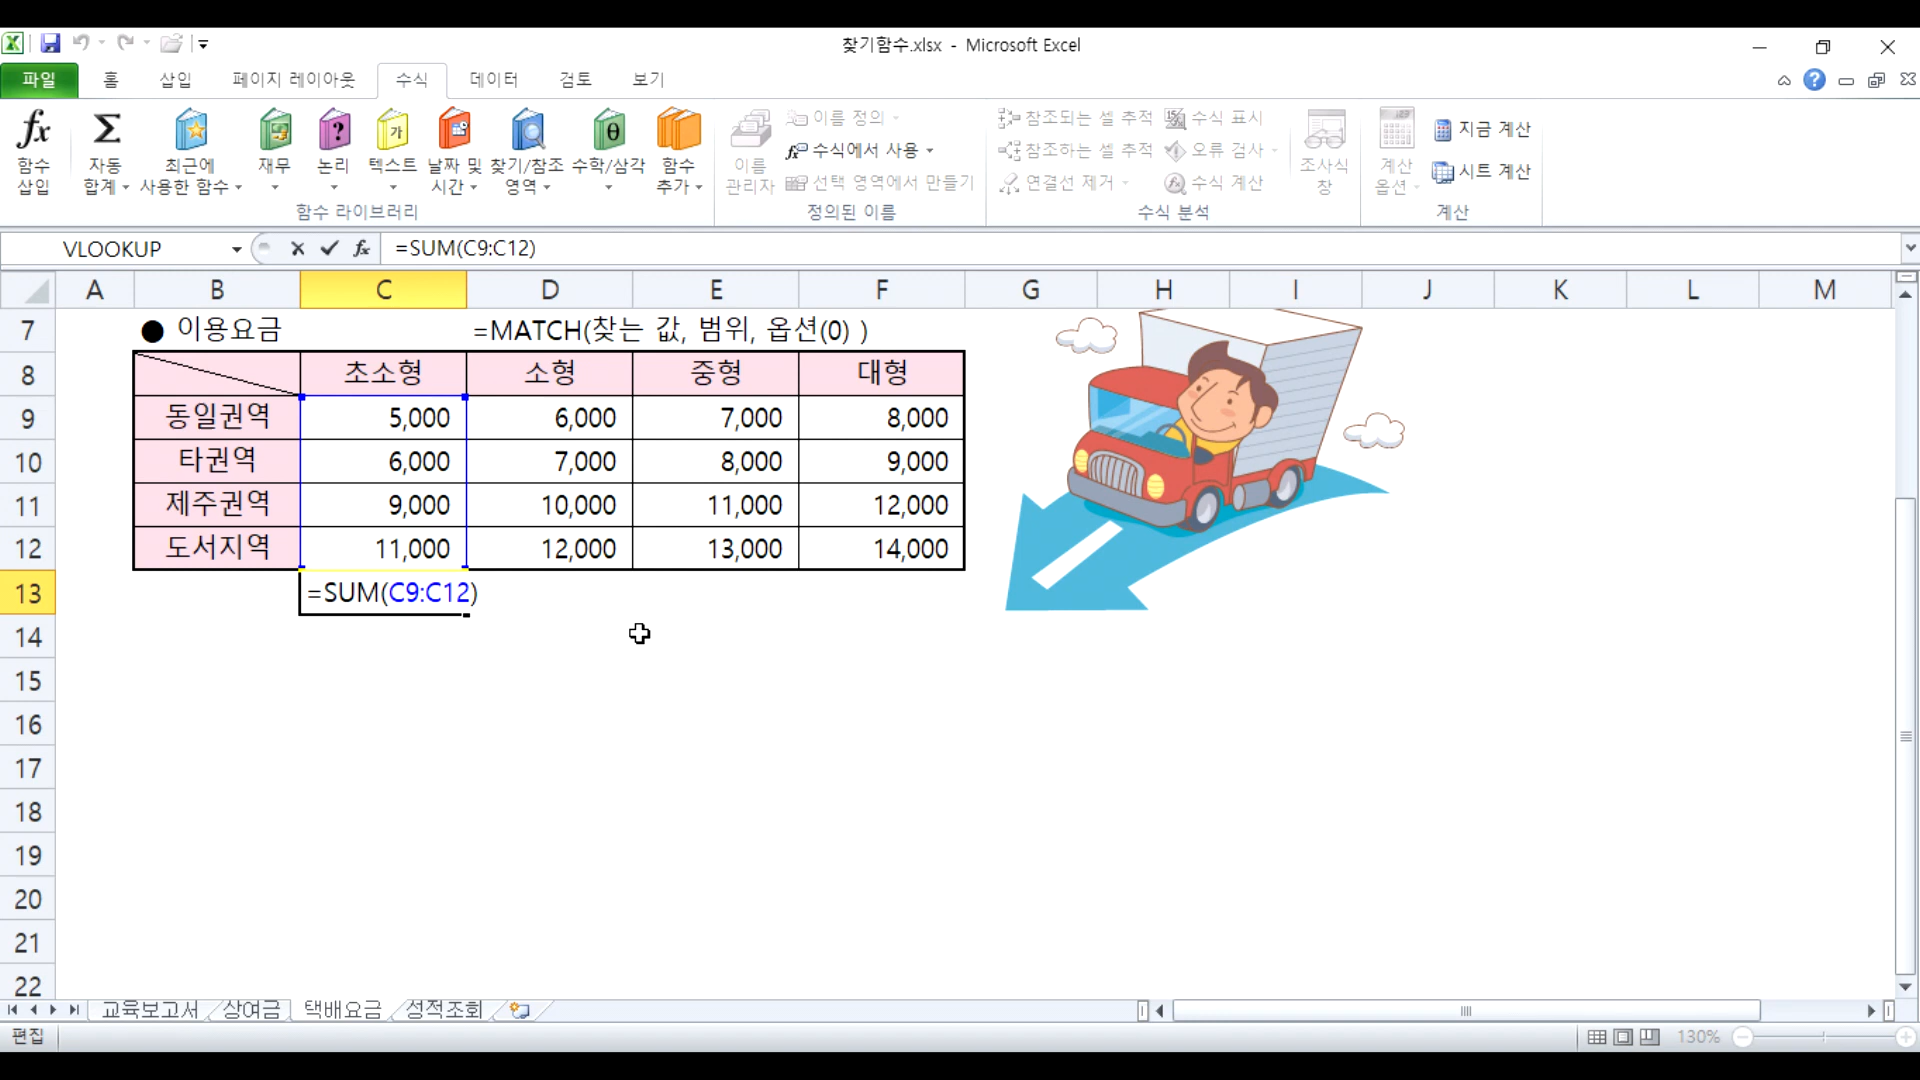 찾기함수.xlsx - Microsoft Excel
파일 홈 삽입 페이지 레이아웃 수식 데이터 검토 보기
함수 삽입
자동 합계
최근에 사용한 함수
재무
논리
텍스트
날짜 및 시간
찾기/참조 영역
수학/삼각
함수 추가
함수 라이브러리
이름 관리자
이름 정의
수식에서 사용
선택 영역에서 만들기
정의된 이름
참조되는 셀 추적
참조하는 셀 추적
연결선 제거
수식 표시
오류 검사
수식 계산
조사식 창
수식 분석
계산 옵션
지금 계산
시트 계산
계산
VLOOKUP =SUM(C9:C12)
A B C D E F G H I J K L M
7 ● 이용요금 =MATCH(찾는 값, 범위, 옵션(0) )
8 초소형 소형 중형 대형
9 동일권역 5,000 6,000 7,000 8,000
10 타권역 6,000 7,000 8,000 9,000
11 제주권역 9,000 10,000 11,000 12,000
12 도서지역 11,000 12,000 13,000 14,000
13 =SUM(C9:C12)
14
15
16
17
18
19
20
21
22
교육보고서 상여금 택배요금 성적조회
편집 130%